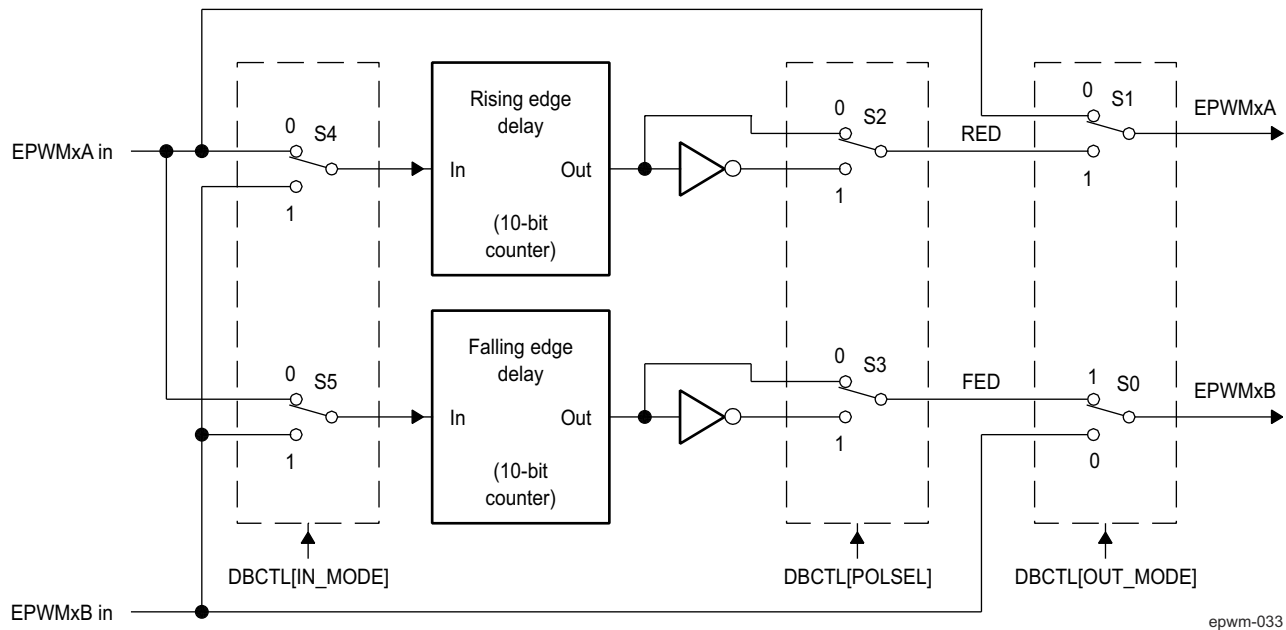 EPWMxA in
0
S4
1
Rising edge
delay
In
Out
(10-bit
counter)
0
S2
1
RED
0
S1
1
EPWMxA
0
S5
1
Falling edge
delay
In
Out
(10-bit
counter)
0
S3
1
FED
1
S0
0
EPWMxB
DBCTL[IN_MODE]
DBCTL[POLSEL]
DBCTL[OUT_MODE]
EPWMxB in
epwm-033